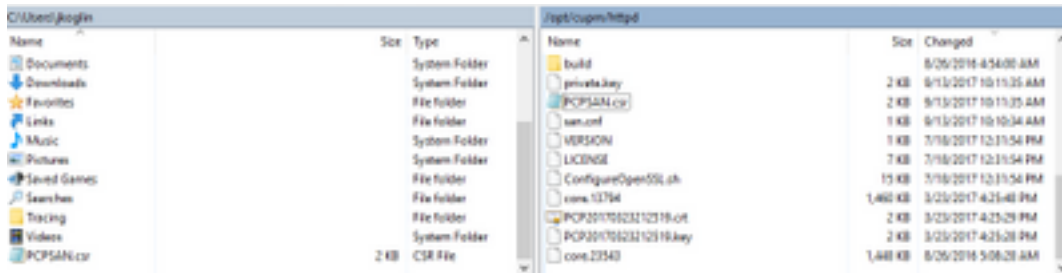 C:\Users\jkoglin
Name Size Type
Documents System Folder
Downloads System Folder
Favorites File folder
Links File folder
Music System Folder
Pictures System Folder
Saved Games File folder
Searches File folder
Tracing File folder
Videos System Folder
PCPSAN.csr 2 KB CSR File
/opt/cupm/httpd
Name Size Changed
build 8/26/2016 4:54:00 AM
private.key 2 KB 9/13/2017 10:11:35 AM
PCPSAN.csr 2 KB 9/13/2017 10:11:35 AM
san.cnf 1 KB 9/13/2017 10:10:34 AM
VERSION 1 KB 7/18/2017 12:31:54 PM
LICENSE 7 KB 7/18/2017 12:31:54 PM
ConfigureOpenSSL.sh 15 KB 7/18/2017 12:31:54 PM
core.13794 1,460 KB 3/23/2017 4:25:40 PM
PCP20170323212519.crt 2 KB 3/23/2017 4:25:29 PM
PCP20170323212519.key 2 KB 3/23/2017 4:25:28 PM
core.23543 1,440 KB 8/26/2016 5:06:28 AM